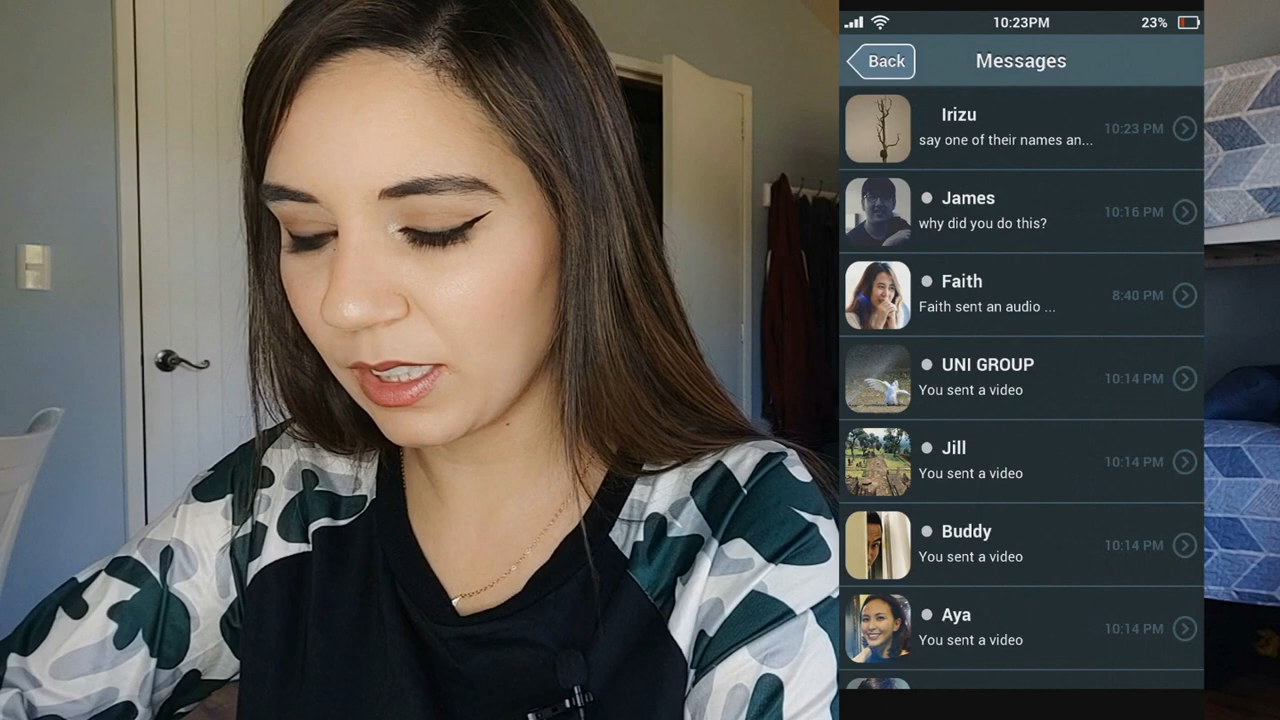 10:23PM
23%
Back
Messages
Irizu
say one of their names an...
10:23 PM
James
why did you do this?
10:16 PM
Faith
Faith sent an audio ...
8:40 PM
UNI GROUP
You sent a video
10:14 PM
Jill
You sent a video
10:14 PM
Buddy
You sent a video
10:14 PM
Aya
You sent a video
10:14 PM